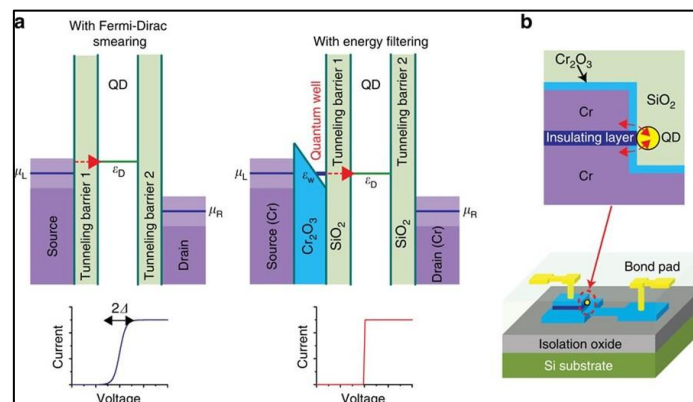 a
With Fermi-Dirac
smearing
QD
Tunneling barrier 1
Tunneling barrier 2
μL
εD
μR
Source
Drain
2Δ
Current
Voltage
With energy filtering
Quantum well
Tunneling barrier 1
QD
Tunneling barrier 2
μL
εw
εD
μR
Source (Cr)
Cr2O3
SiO2
SiO2
Drain (Cr)
Current
Voltage
b
Cr2O3
Cr
SiO2
Insulating layer
QD
Cr
Bond pad
Isolation oxide
Si substrate